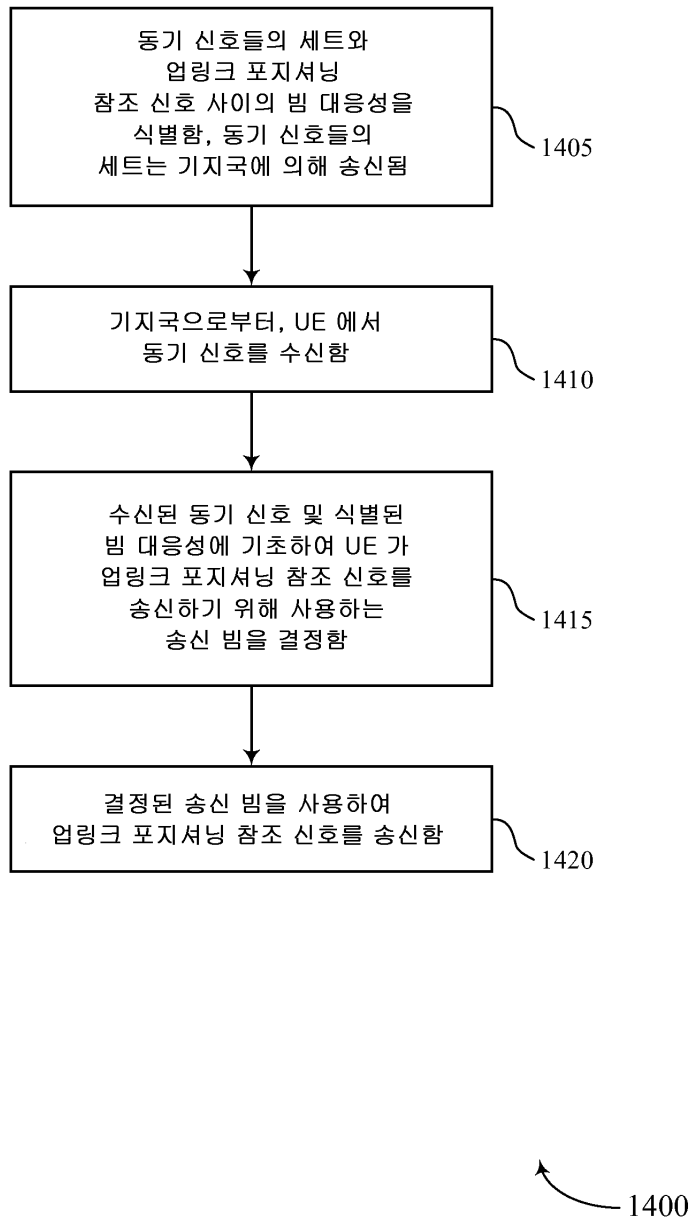 동기 신호들의 세트와
업링크 포지셔닝
참조 신호 사이의 빔 대응성을
식별함, 동기 신호들의
세트는 기지국에 의해 송신됨
1405
기지국으로부터, UE 에서
동기 신호를 수신함
1410
수신된 동기 신호 및 식별된
빔 대응성에 기초하여 UE 가
업링크 포지셔닝 참조 신호를
송신하기 위해 사용하는
송신 빔을 결정함
1415
결정된 송신 빔을 사용하여
업링크 포지셔닝 참조 신호를 송신함
1420
1400